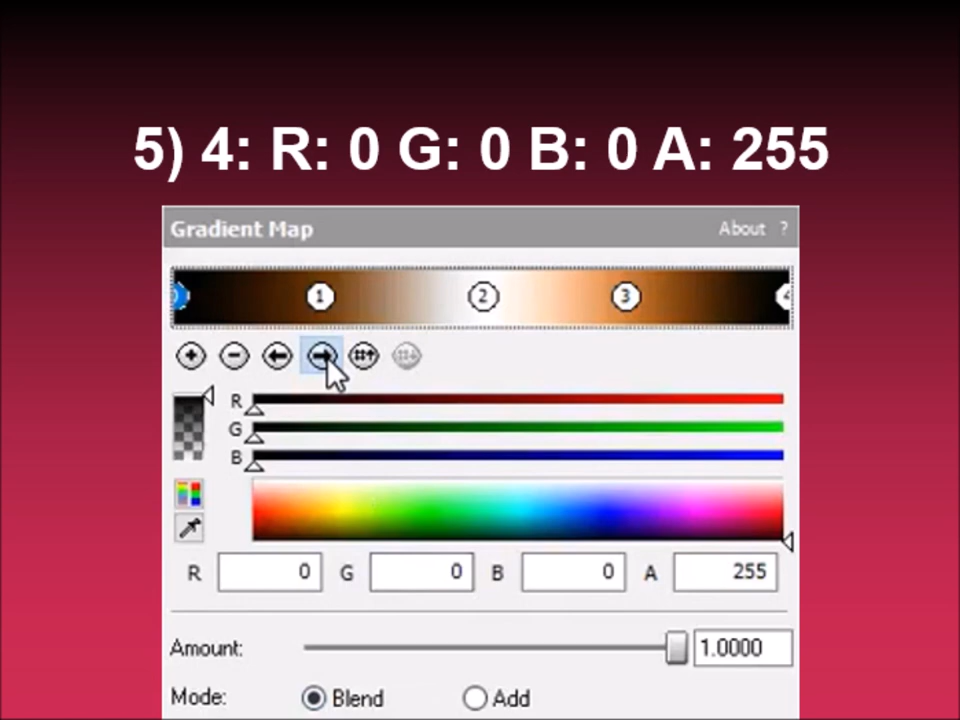 5) 4: R: 0 G: 0 B: 0 A: 255
Gradient Map About ?
1 2 3 4
R
G
B
R 0 G 0 B 0 A 255
Amount: 1.0000
Mode: Blend Add